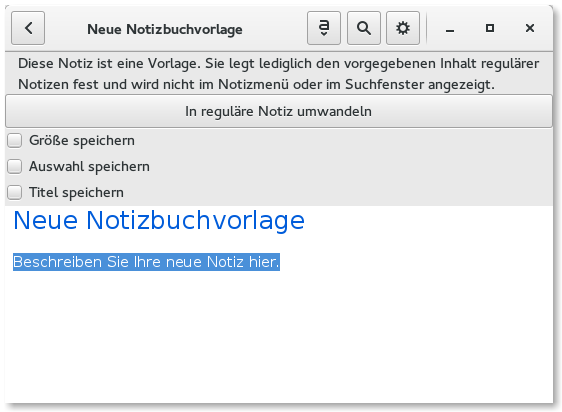 Neue Notizbuchvorlage
a
Diese Notiz ist eine Vorlage. Sie legt lediglich den vorgegebenen Inhalt regulärer
Notizen fest und wird nicht im Notizmenü oder im Suchfenster angezeigt.
In reguläre Notiz umwandeln
Größe speichern
Auswahl speichern
Titel speichern
Neue Notizbuchvorlage
Beschreiben Sie Ihre neue Notiz hier.